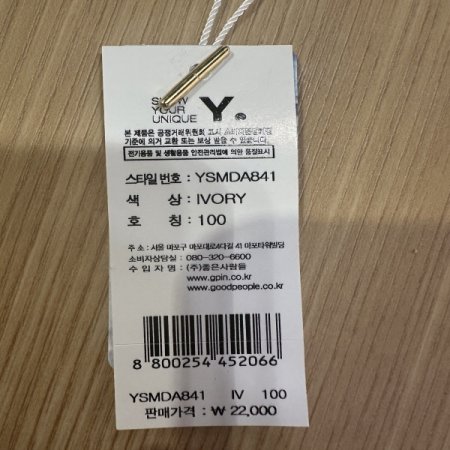 SHOW
YOUR
UNIQUE
Y.
본 제품은 공정거래위원회 고시 소비자분쟁해결
기준에 의거 교환 또는 보상 받을 수 있습니다.
전기용품 및 생활용품 안전관리법에 의한 품질표시
스타일 번호 : YSMDA841
색 상 : IVORY
호 칭 : 100
주 소 : 서울 마포구 마포대로4다길 41 마포타워빌딩
소비자상담실 : 080-320-6600
수 입 자 명 : (주)좋은사람들
www.gpin.co.kr
www.goodpeople.co.kr
8 800254 452066
YSMDA841 IV 100
판매가격 : ₩ 22,000